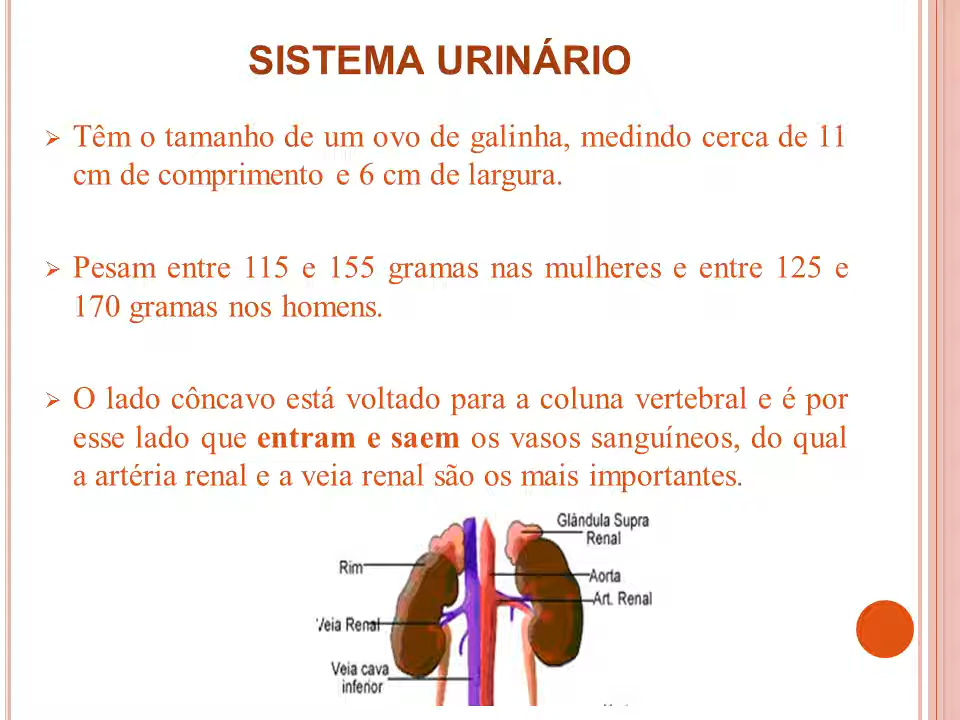 SISTEMA URINÁRIO
Têm o tamanho de um ovo de galinha, medindo cerca de 11
cm de comprimento e 6 cm de largura.
Pesam entre 115 e 155 gramas nas mulheres e entre 125 e
170 gramas nos homens.
O lado côncavo está voltado para a coluna vertebral e é por
esse lado que entram e saem os vasos sanguíneos, do qual
a artéria renal e a veia renal são os mais importantes.
Glândula Supra
Renal
Rim
Aorta
Art. Renal
Veia Renal
Veia cava
inferior